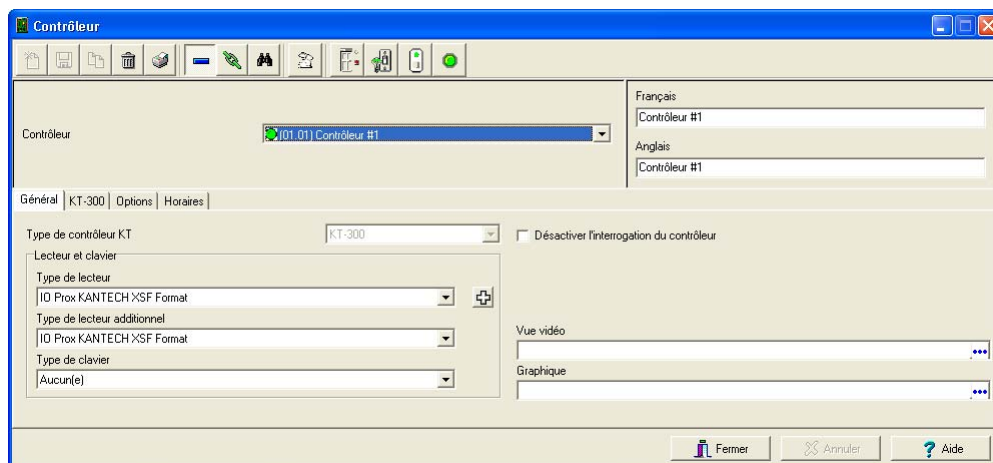 Contrôleur
Contrôleur
(01.01) Contrôleur #1
Français
Contrôleur #1
Anglais
Contrôleur #1
Général KT-300 Options Horaires
Type de contrôleur KT
KT-300
Désactiver l'interrogation du contrôleur
Lecteur et clavier
Type de lecteur
IO Prox KANTECH XSF Format
Type de lecteur additionnel
IO Prox KANTECH XSF Format
Type de clavier
Aucun(e)
Vue vidéo
Graphique
Fermer Annuler Aide